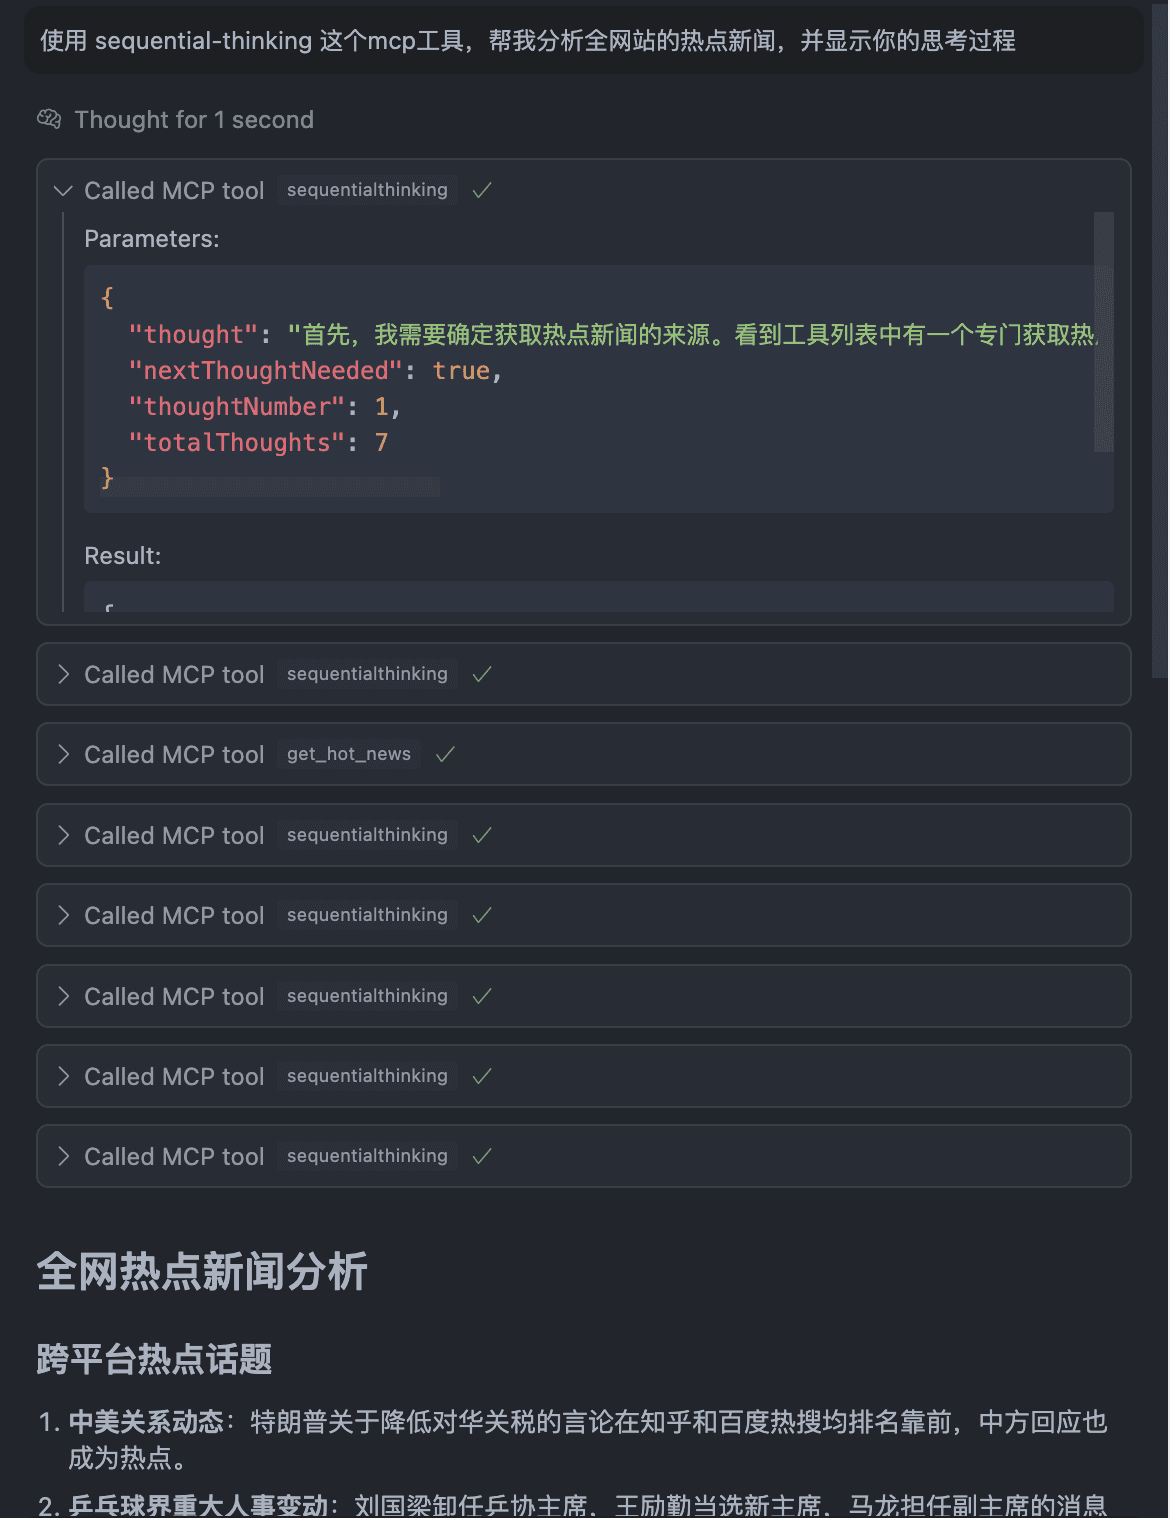 使用 sequential-thinking 这个mcp工具，帮我分析全网站的热点新闻，并显示你的思考过程
Thought for 1 second
Called MCP tool sequentialthinking
Parameters:
{
"thought": "首先，我需要确定获取热点新闻的来源。看到工具列表中有一个专门获取热
"nextThoughtNeeded": true,
"thoughtNumber": 1,
"totalThoughts": 7
}
Result:
Called MCP tool sequentialthinking
Called MCP tool get_hot_news
Called MCP tool sequentialthinking
Called MCP tool sequentialthinking
Called MCP tool sequentialthinking
Called MCP tool sequentialthinking
Called MCP tool sequentialthinking
全网热点新闻分析
跨平台热点话题
1. 中美关系动态：特朗普关于降低对华关税的言论在知乎和百度热搜均排名靠前，中方回应也
成为热点。
2. 乒乓球界重大人事变动：刘国梁卸任乒协主席，王励勤当选新主席，马龙担任副主席的消息